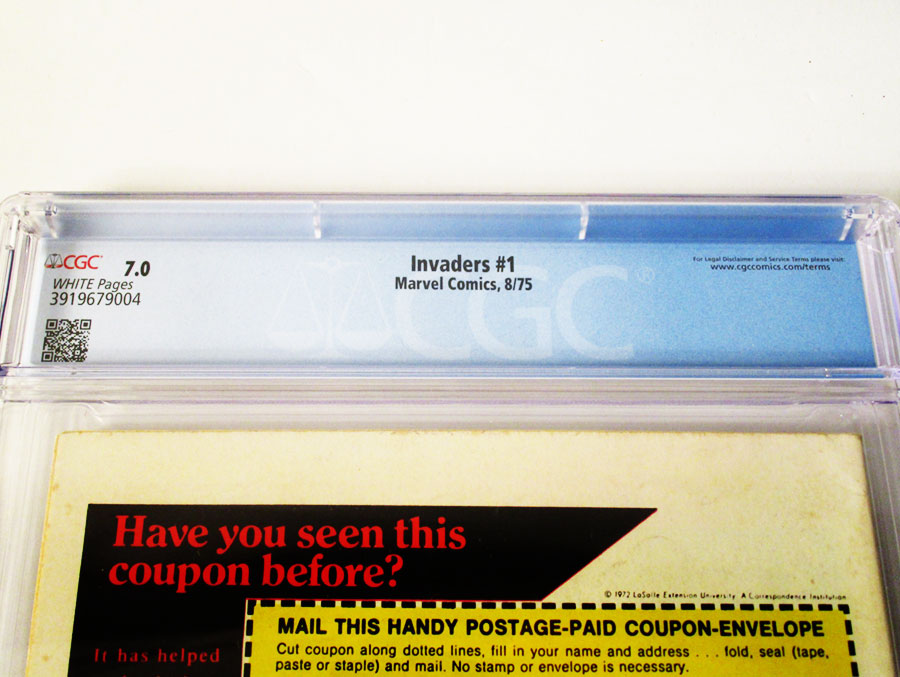 CGC 7.0
WHITE Pages
3919679004
Invaders #1
Marvel Comics, 8/75
For Legal Disclaimer and Service Terms please visit:
www.cgccomics.com/terms
CGC
Have you seen this
coupon before?
© 1972 LaSalle Extension University A Correspondence Institution
It has helped
MAIL THIS HANDY POSTAGE-PAID COUPON-ENVELOPE
Cut coupon along dotted lines, fill in your name and address . . . fold, seal (tape,
paste or staple) and mail. No stamp or envelope is necessary.